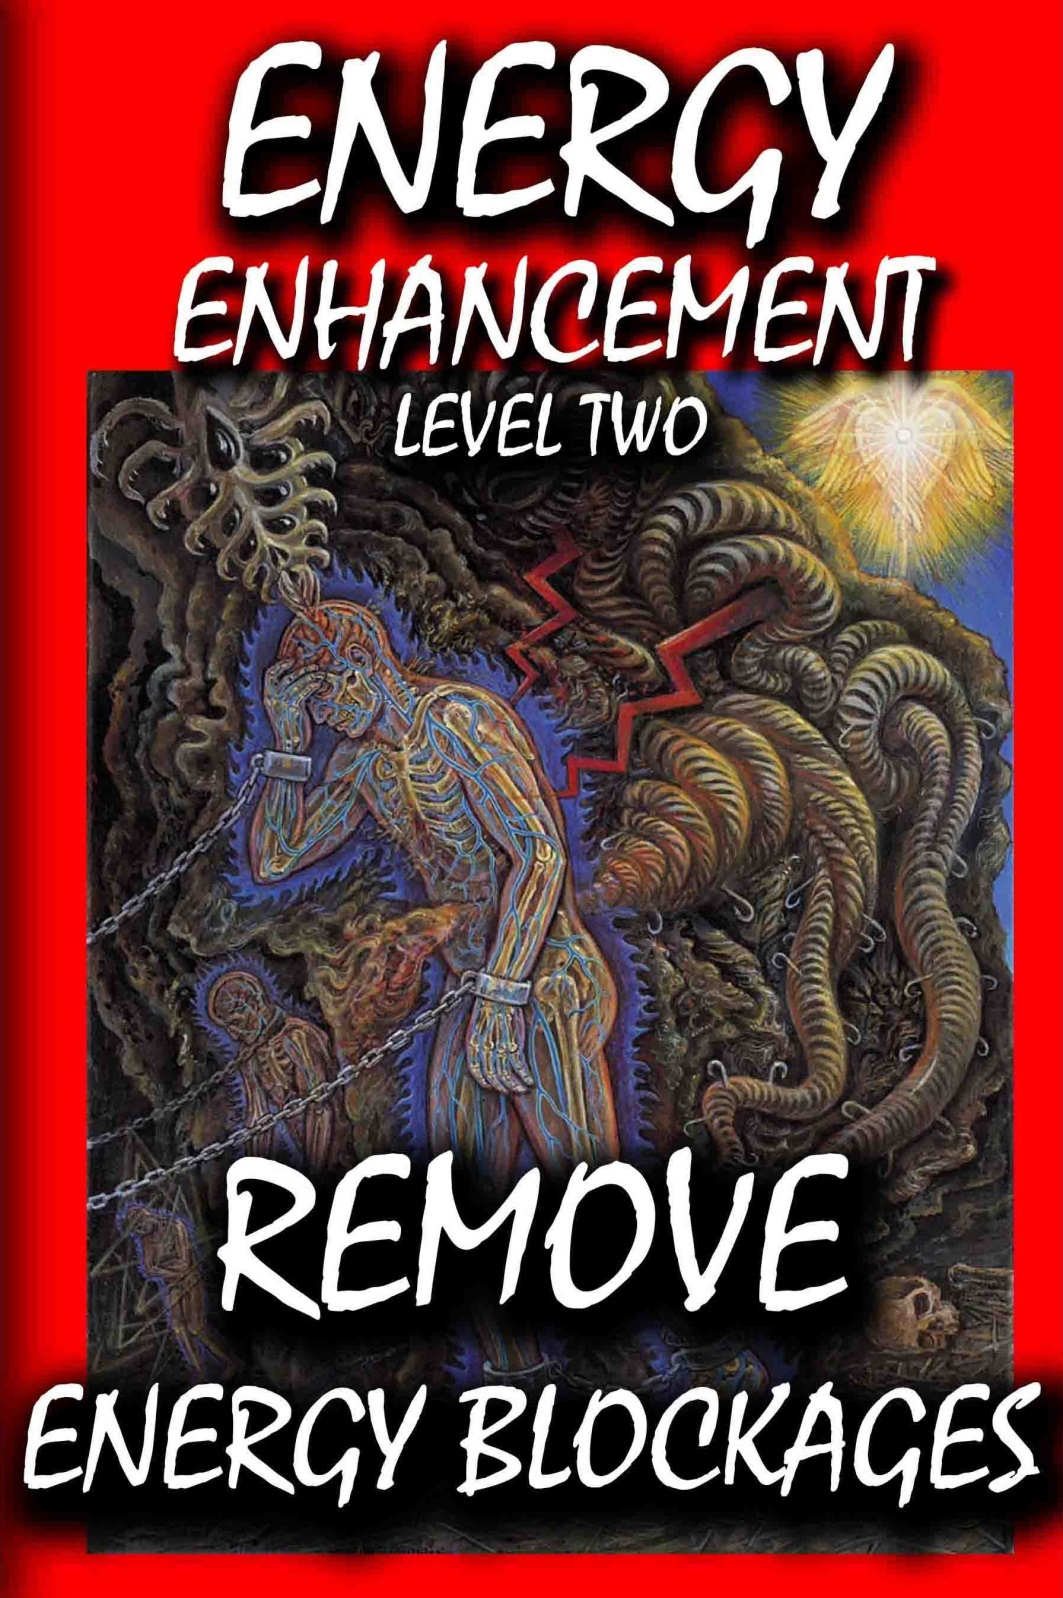 ENERGY
ENHANCEMENT
LEVEL TWO
REMOVE
ENERGY BLOCKAGES